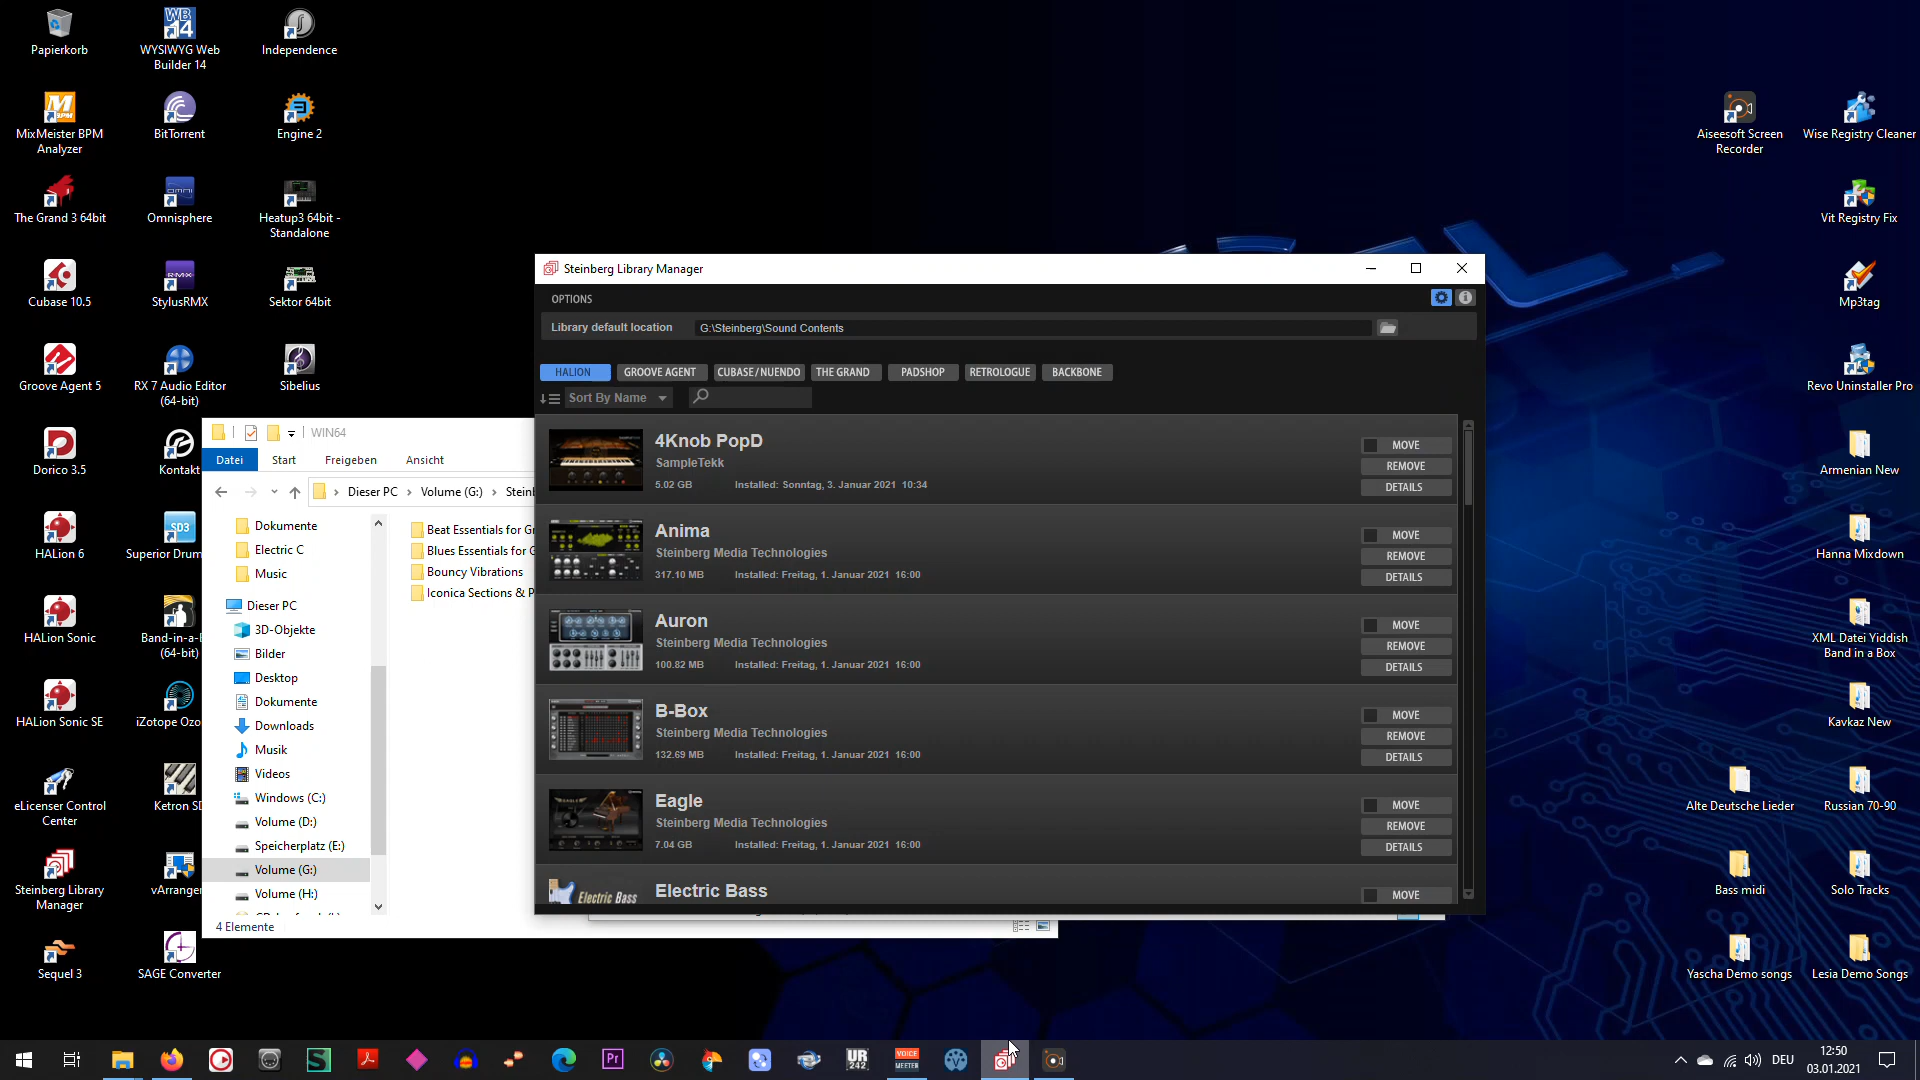 Papierkorb
WYSIWYG Web
Builder 14
Independence
MixMeister BPM
Analyzer
BitTorrent
Engine 2
Aiseesoft Screen
Recorder
Wise Registry Cleaner
The Grand 3 64bit
Omnisphere
Heatup3 64bit -
Standalone
Vit Registry Fix
Cubase 10.5
StylusRMX
Sektor 64bit
Mp3tag
Groove Agent 5
RX 7 Audio Editor
(64-bit)
Sibelius
Revo Uninstaller Pro
Dorico 3.5
Kontakt
Armenian New
HALion 6
Superior Drum
Hanna Mixdown
HALion Sonic
Band-in-a-B
(64-bit)
XML Datei Yiddish
Band in a Box
HALion Sonic SE
iZotope Ozo
Kavkaz New
eLicenser Control
Center
Ketron SD
Alte Deutsche Lieder
Russian 70-90
Steinberg Library
Manager
vArranger
Bass midi
Solo Tracks
Sequel 3
SAGE Converter
Yascha Demo songs
Lesia Demo Songs
WIN64
Datei
Start
Freigeben
Ansicht
Dieser PC
Volume (G:)
Steinb
Dokumente
Electric C
Music
Dieser PC
3D-Objekte
Bilder
Desktop
Dokumente
Downloads
Musik
Videos
Windows (C:)
Volume (D:)
Speicherplatz (E:)
Volume (G:)
Volume (H:)
Beat Essentials for Gr
Blues Essentials for G
Bouncy Vibrations
Iconica Sections & P
4 Elemente
Steinberg Library Manager
OPTIONS
Library default location
G:\Steinberg\Sound Contents
HALION
GROOVE AGENT
CUBASE/NUENDO
THE GRAND
PADSHOP
RETROLOGUE
BACKBONE
Sort By Name
4Knob PopD
SampleTekk
5.02 GB
Installed: Sonntag, 3. Januar 2021 10:34
MOVE
REMOVE
DETAILS
Anima
Steinberg Media Technologies
317.10 MB
Installed: Freitag, 1. Januar 2021 16:00
MOVE
REMOVE
DETAILS
Auron
Steinberg Media Technologies
100.82 MB
Installed: Freitag, 1. Januar 2021 16:00
MOVE
REMOVE
DETAILS
B-Box
Steinberg Media Technologies
132.69 MB
Installed: Freitag, 1. Januar 2021 16:00
MOVE
REMOVE
DETAILS
Eagle
Steinberg Media Technologies
7.04 GB
Installed: Freitag, 1. Januar 2021 16:00
MOVE
REMOVE
DETAILS
Electric Bass
Electric Bass
MOVE
DEU
12:50
03.01.2021